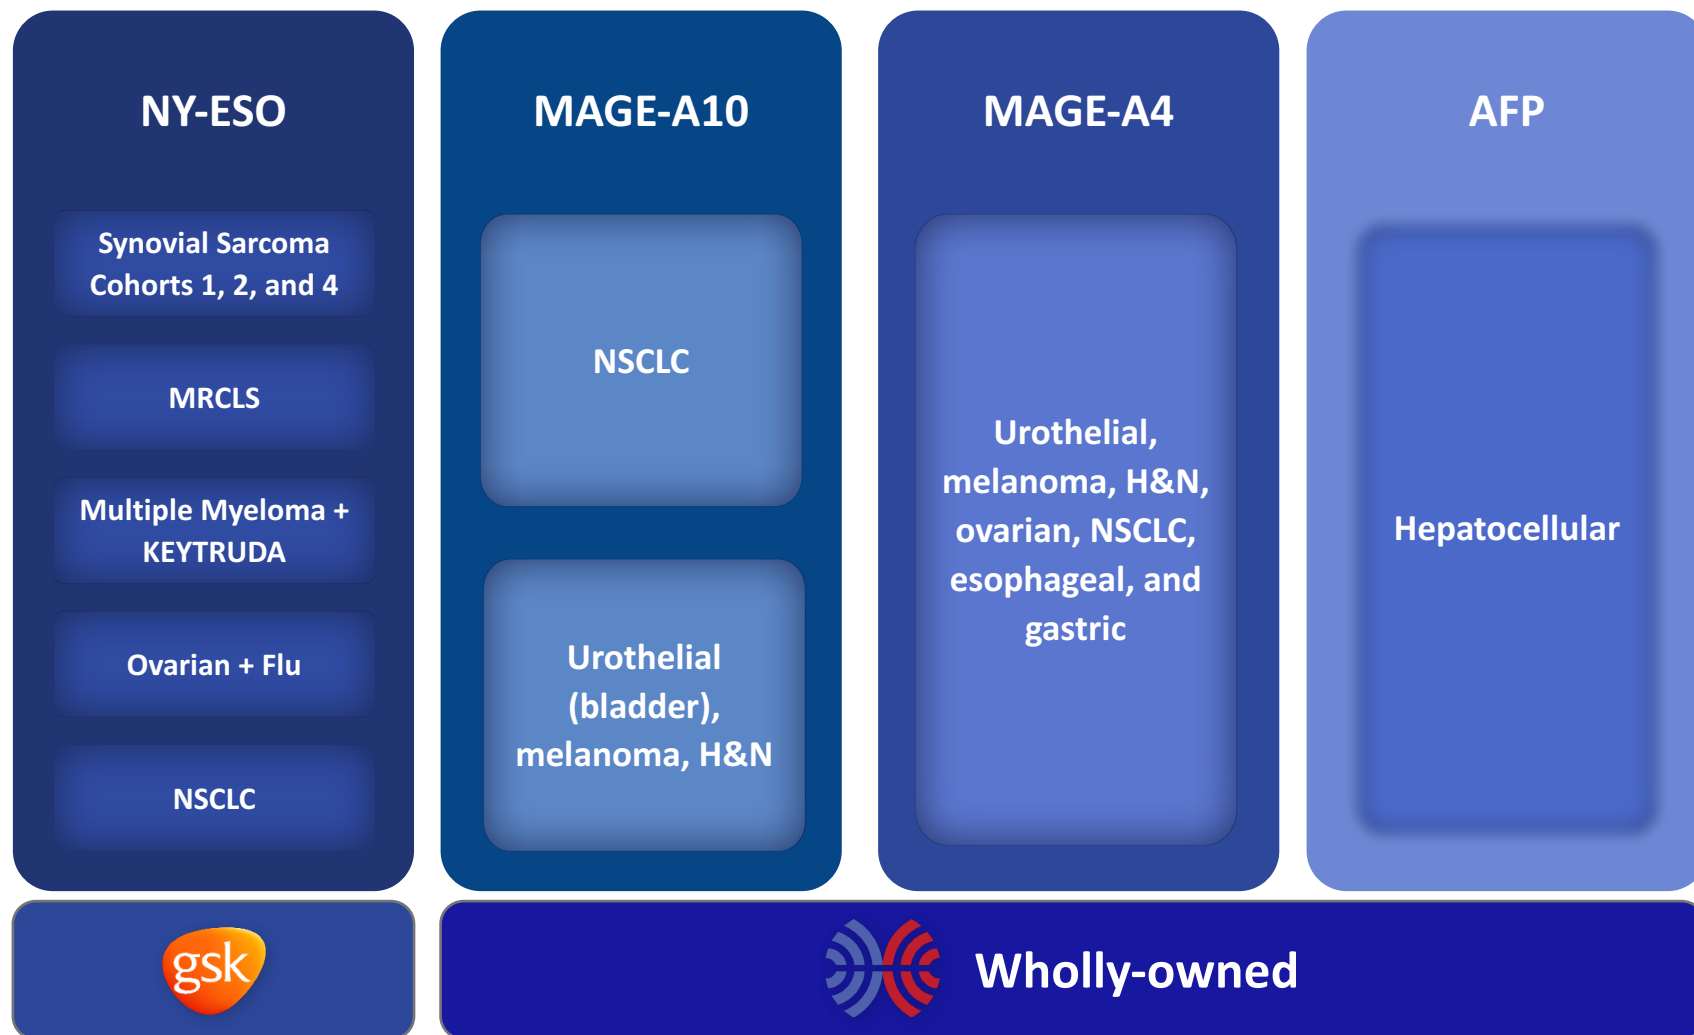 NY-ESO
Synovial Sarcoma
Cohorts 1, 2, and 4
MRCLS
Multiple Myeloma +
KEYTRUDA
Ovarian + Flu
NSCLC
gsk
MAGE-A10
NSCLC
Urothelial
(bladder),
melanoma, H&N
MAGE-A4
Urothelial,
melanoma, H&N,
ovarian, NSCLC,
esophageal, and
gastric
AFP
Hepatocellular
Wholly-owned